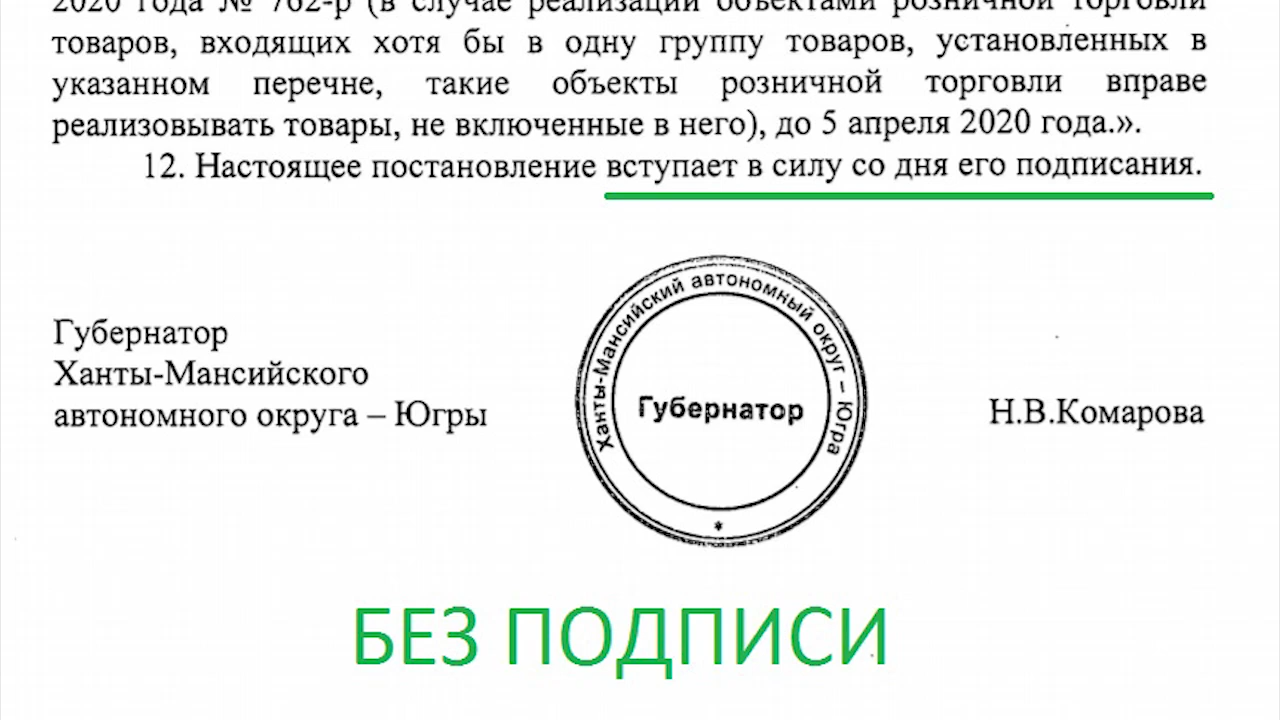 2020 года № 762-р (в случае реализации объектами розничной торговли
товаров, входящих хотя бы в одну группу товаров, установленных в
указанном перечне, такие объекты розничной торговли вправе
реализовывать товары, не включенные в него), до 5 апреля 2020 года.».
12. Настоящее постановление вступает в силу со дня его подписания.
Губернатор
Ханты-Мансийского
автономного округа – Югры
Ханты-Мансийский автономный округ – Югра
Губернатор
*
Н.В.Комарова
БЕЗ ПОДПИСИ